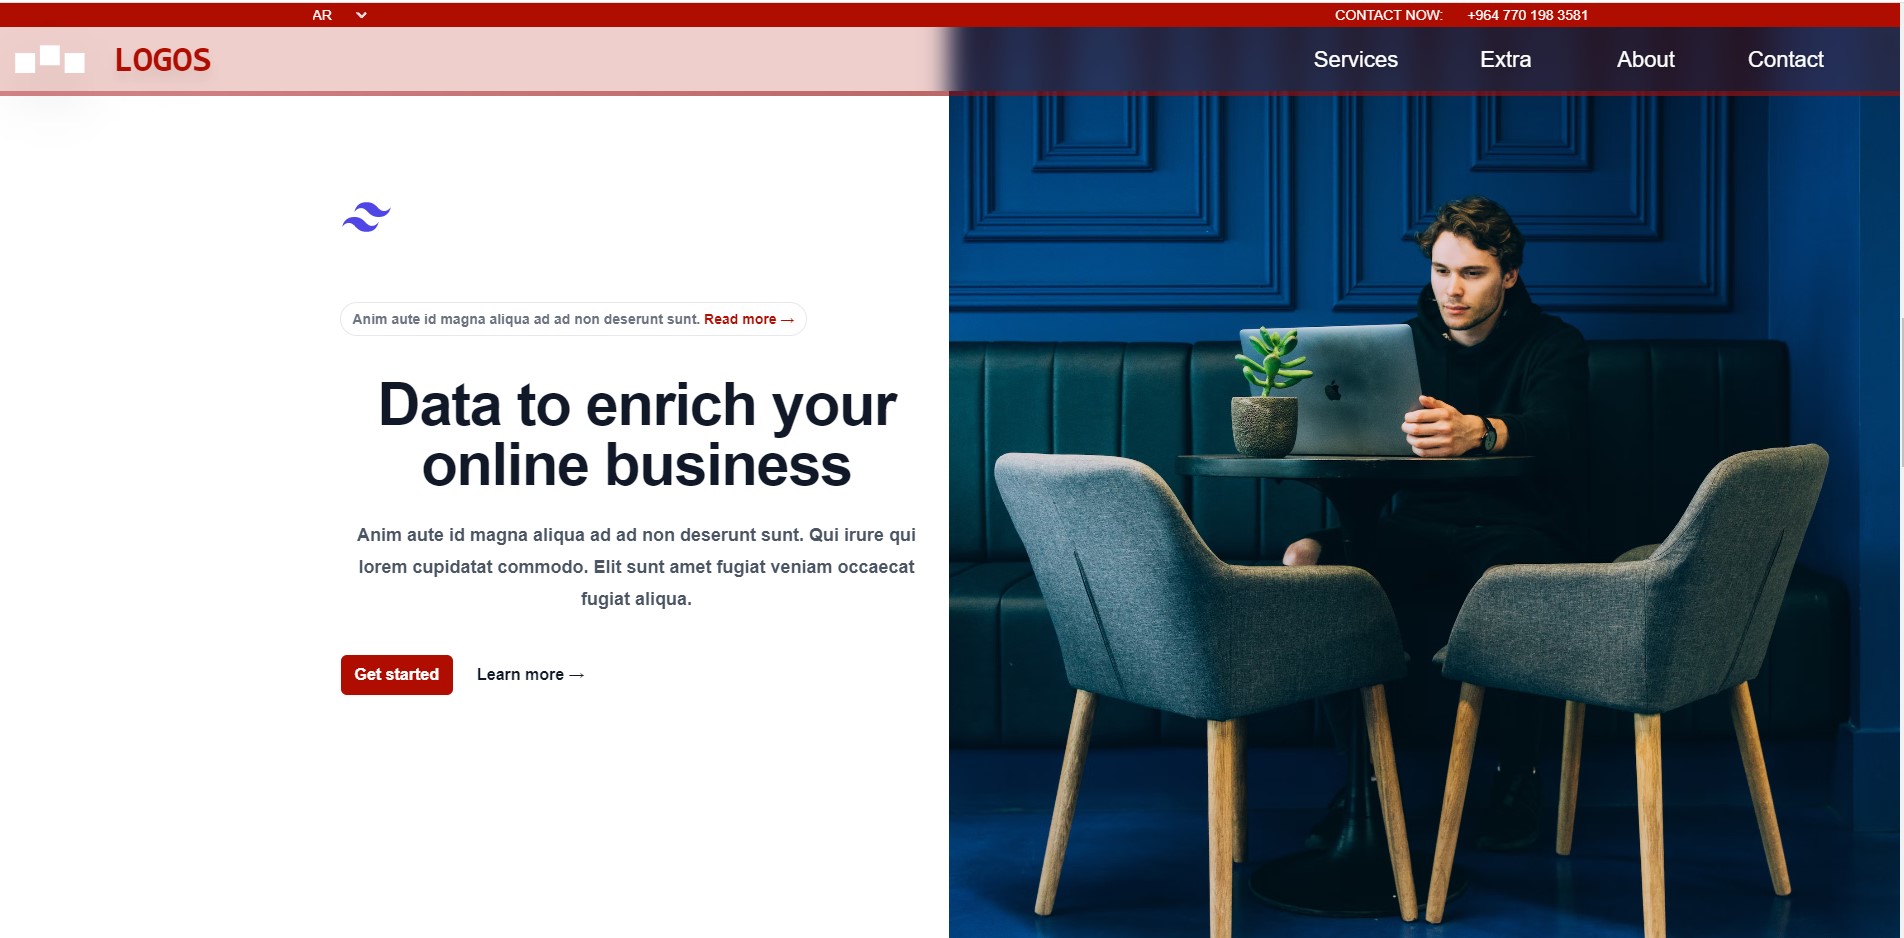 AR
CONTACT NOW: +964 770 198 3581
LOGOS
Services Extra About Contact
Anim aute id magna aliqua ad ad non deserunt sunt. Read more →
Data to enrich your
online business
Anim aute id magna aliqua ad ad non deserunt sunt. Qui irure qui
lorem cupidatat commodo. Elit sunt amet fugiat veniam occaecat
fugiat aliqua.
Get started Learn more →